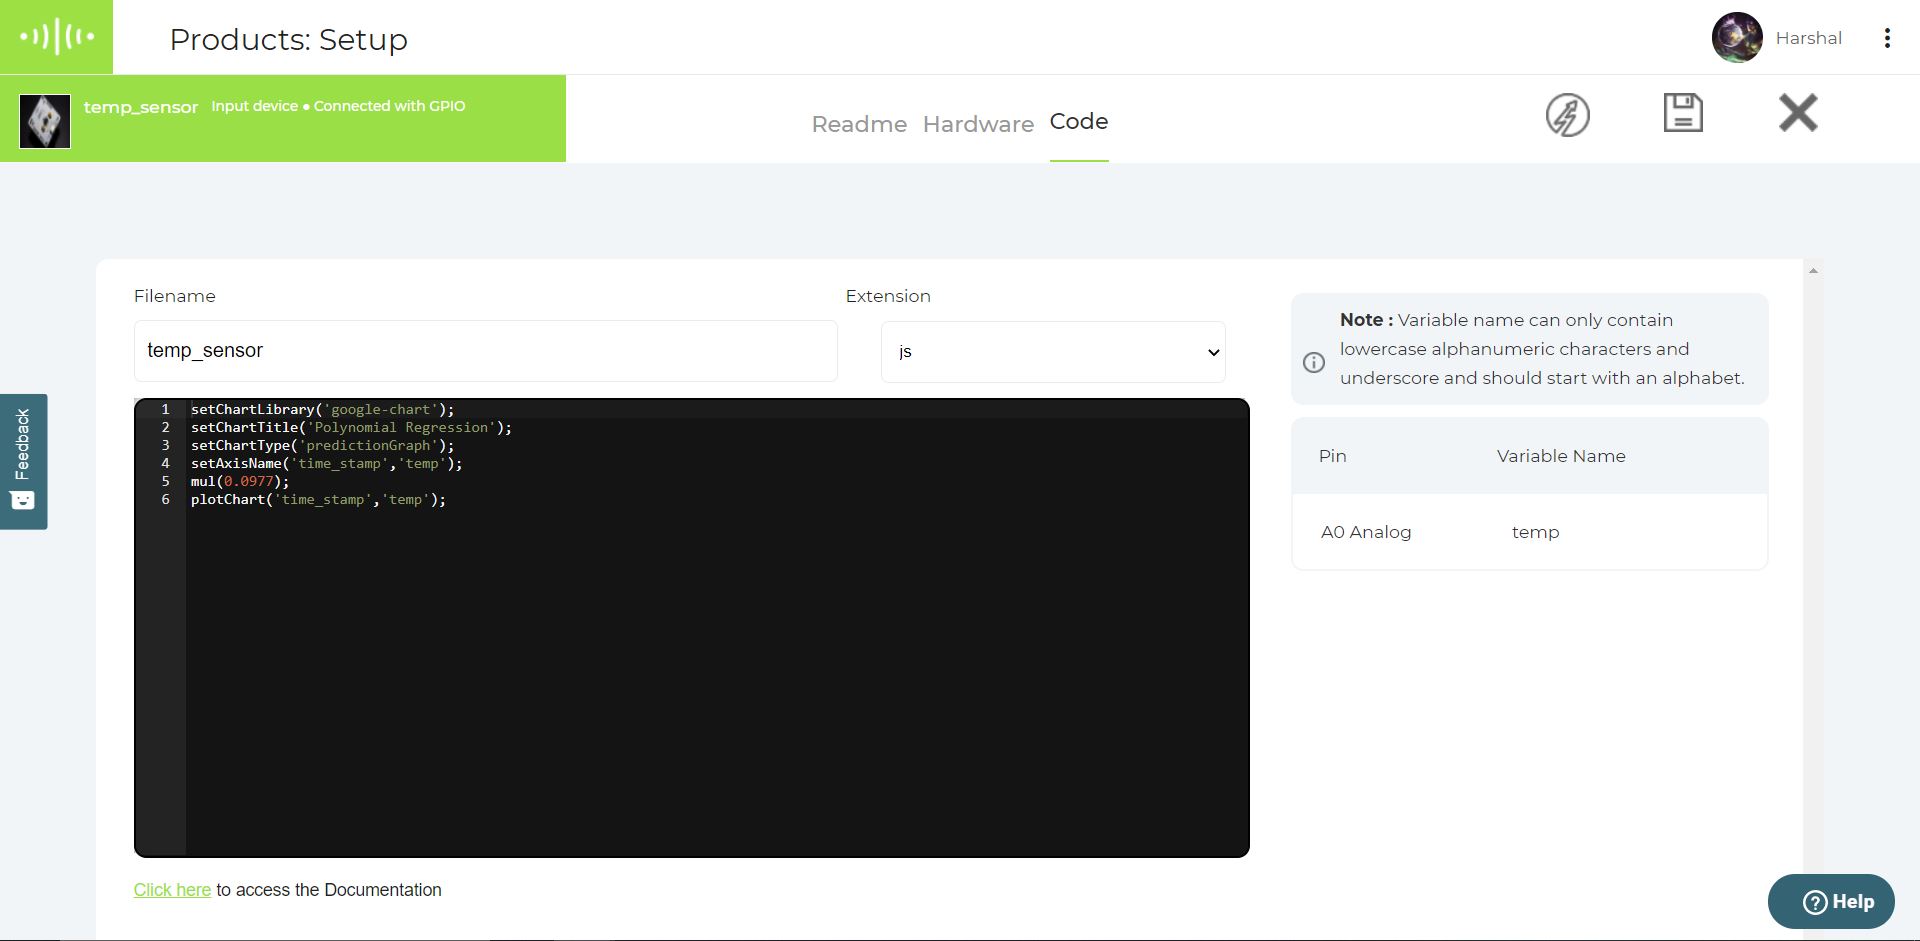 Products: Setup
Harshal
temp_sensor Input device • Connected with GPIO
Readme Hardware Code
Filename
Extension
temp_sensor
js
1 setChartLibrary('google-chart');
2 setChartTitle('Polynomial Regression');
3 setChartType('predictionGraph');
4 setAxisName('time_stamp','temp');
5 mul(0.0977);
6 plotChart('time_stamp','temp');
Note : Variable name can only contain
lowercase alphanumeric characters and
underscore and should start with an alphabet.
Pin Variable Name
A0 Analog temp
Feedback
Click here to access the Documentation
Help